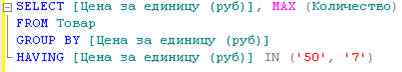 SELECT [Цена за единицу (руб)], MAX (Количество)
FROM Товар
GROUP BY [Цена за единицу (руб)]
HAVING [Цена за единицу (руб)] IN ('50', '7')